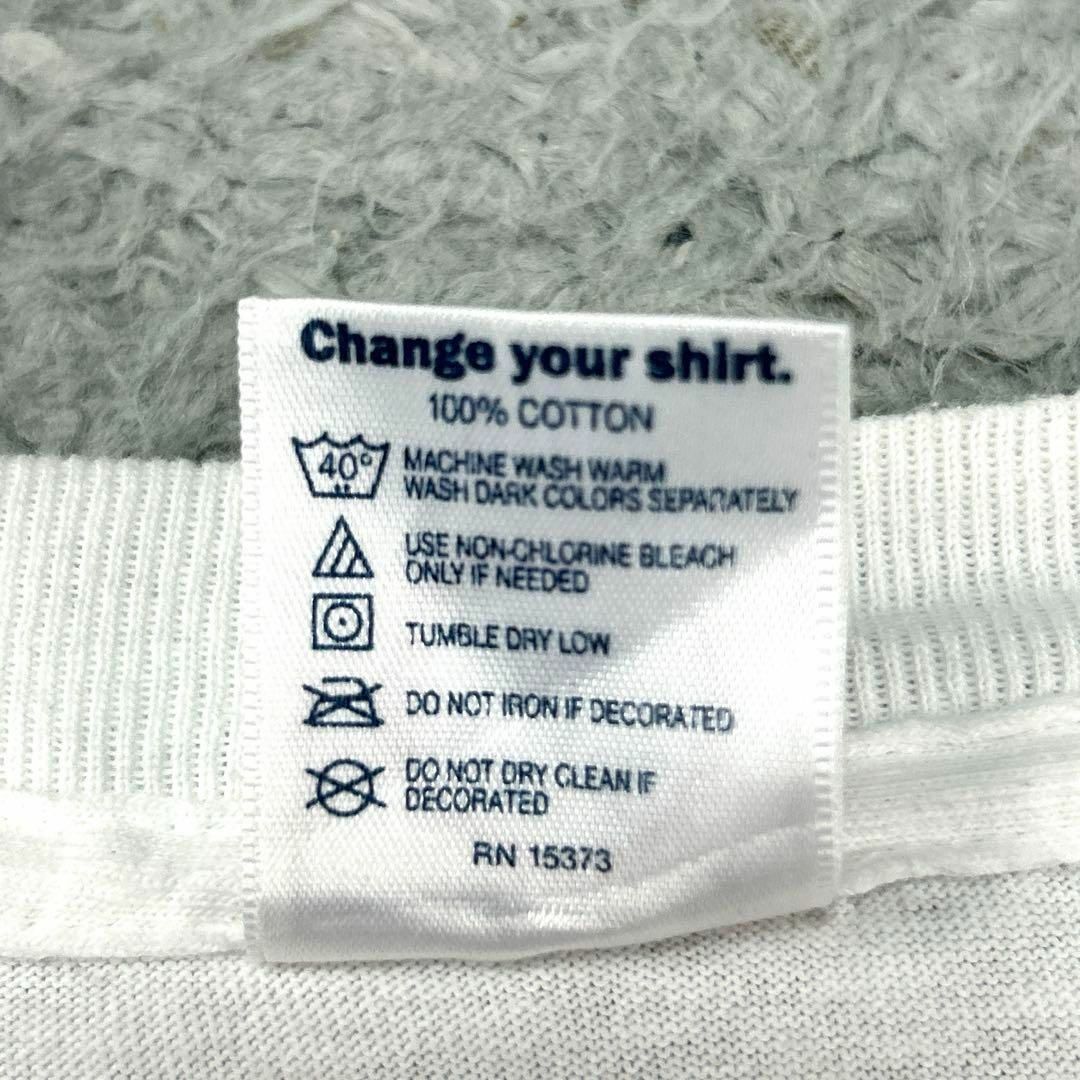 Change your shirt.
100% COTTON
40°
MACHINE WASH WARM
WASH DARK COLORS SEPARATELY
USE NON-CHLORINE BLEACH
ONLY IF NEEDED
TUMBLE DRY LOW
DO NOT IRON IF DECORATED
DO NOT DRY CLEAN IF
DECORATED
RN 15373